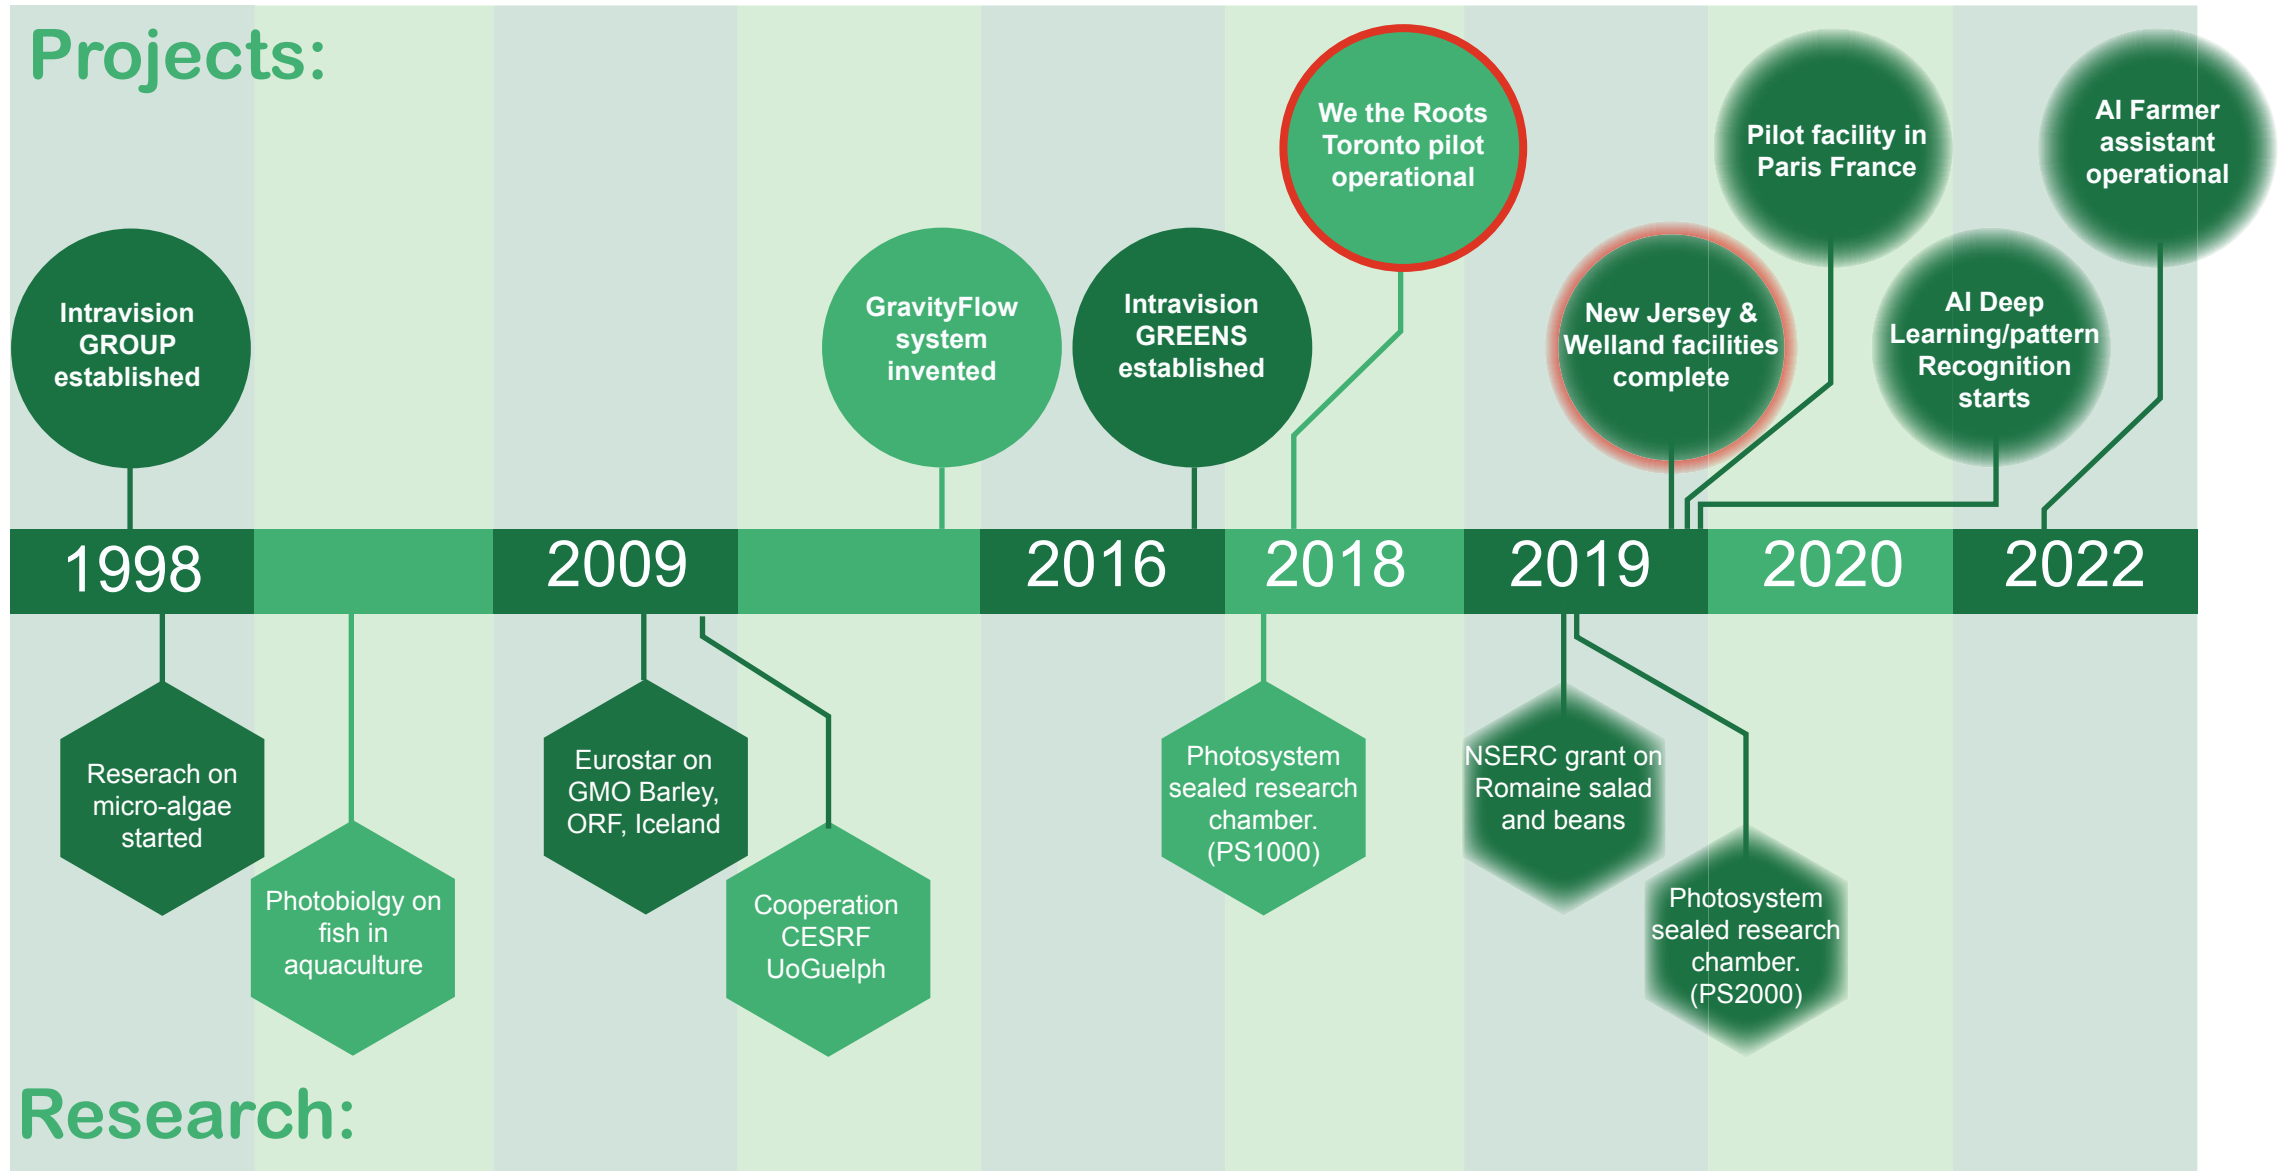 Projects:
We the Roots
Toronto pilot
operational
Pilot facility in
Paris France
AI Farmer
assistant
operational
Intravision
GROUP
established
GravityFlow
system
invented
Intravision
GREENS
established
New Jersey &
Welland facilities
complete
AI Deep
Learning/pattern
Recognition
starts
1998
2009
2016
2018
2019
2020
2022
Reserach on
micro-algae
started
Photobiolgy on
fish in
aquaculture
Eurostar on
GMO Barley,
ORF, Iceland
Cooperation
CESRF
UoGuelph
Photosystem
sealed research
chamber.
(PS1000)
NSERC grant on
Romaine salad
and beans
Photosystem
sealed research
chamber.
(PS2000)
Research: